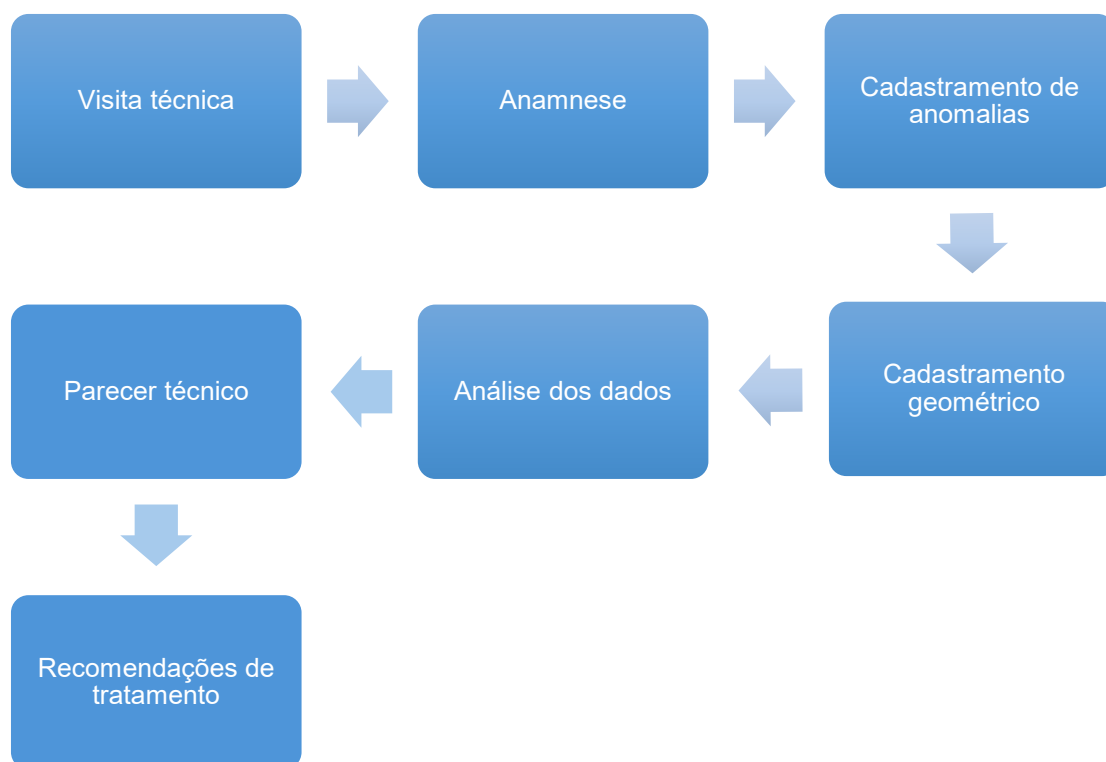 Visita técnica
Anamnese
Cadastramento de
anomalias
Cadastramento
geométrico
Análise dos dados
Parecer técnico
Recomendações de
tratamento